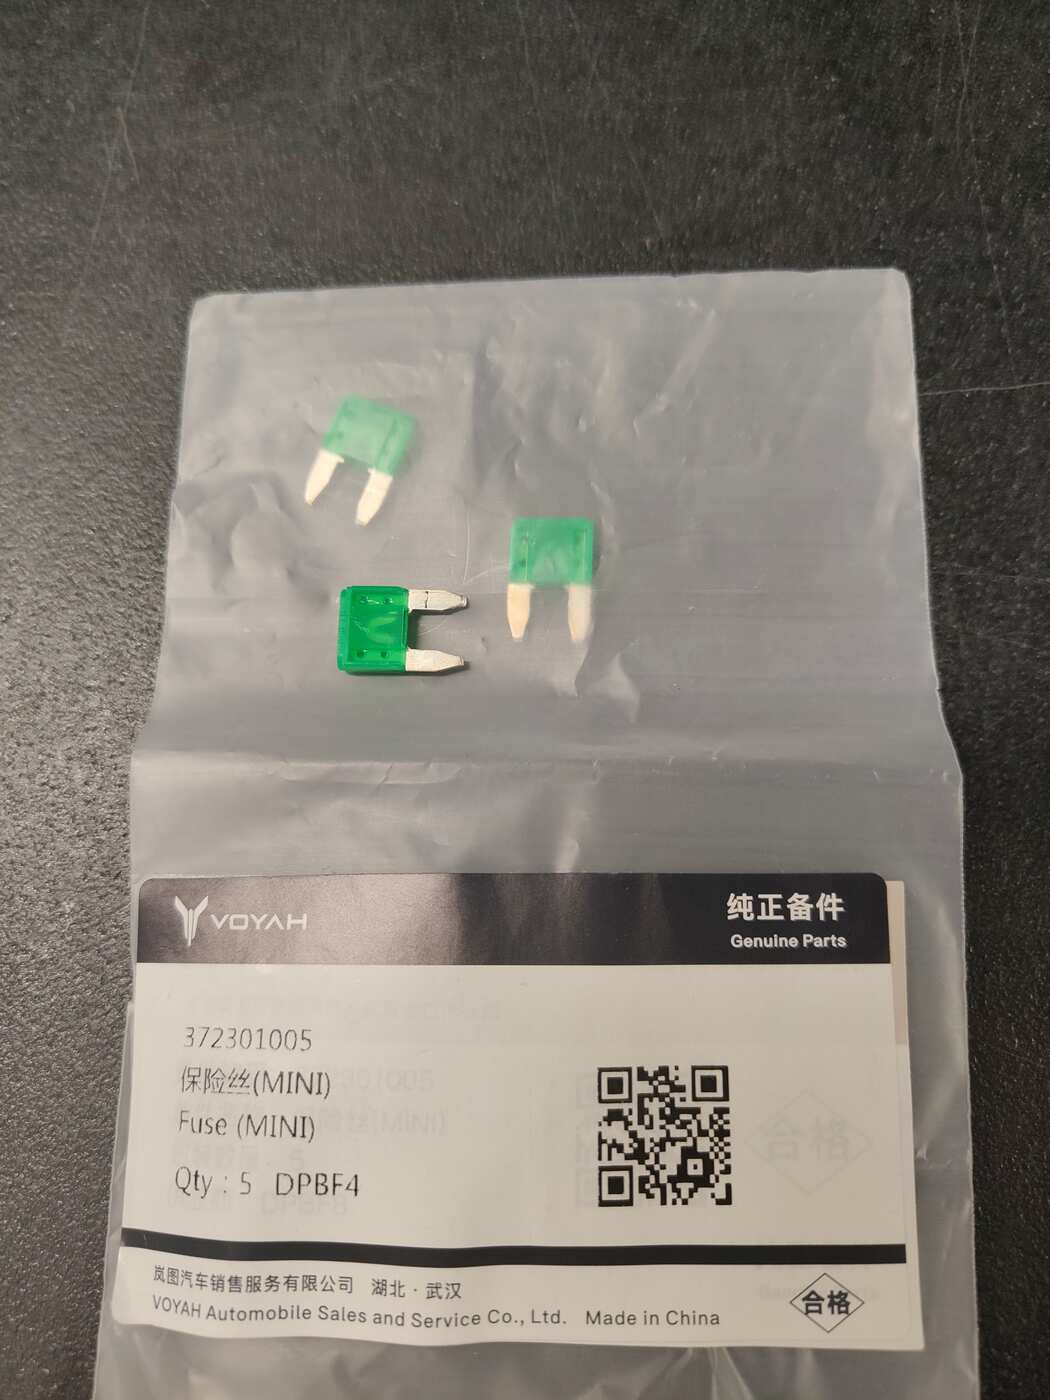 VOYAH
纯正备件
Genuine Parts
372301005
保险丝(MINI)
Fuse (MINI)
Qty : 5 DPBF4
岚图汽车销售服务有限公司 湖北·武汉
VOYAH Automobile Sales and Service Co., Ltd. Made in China
合格